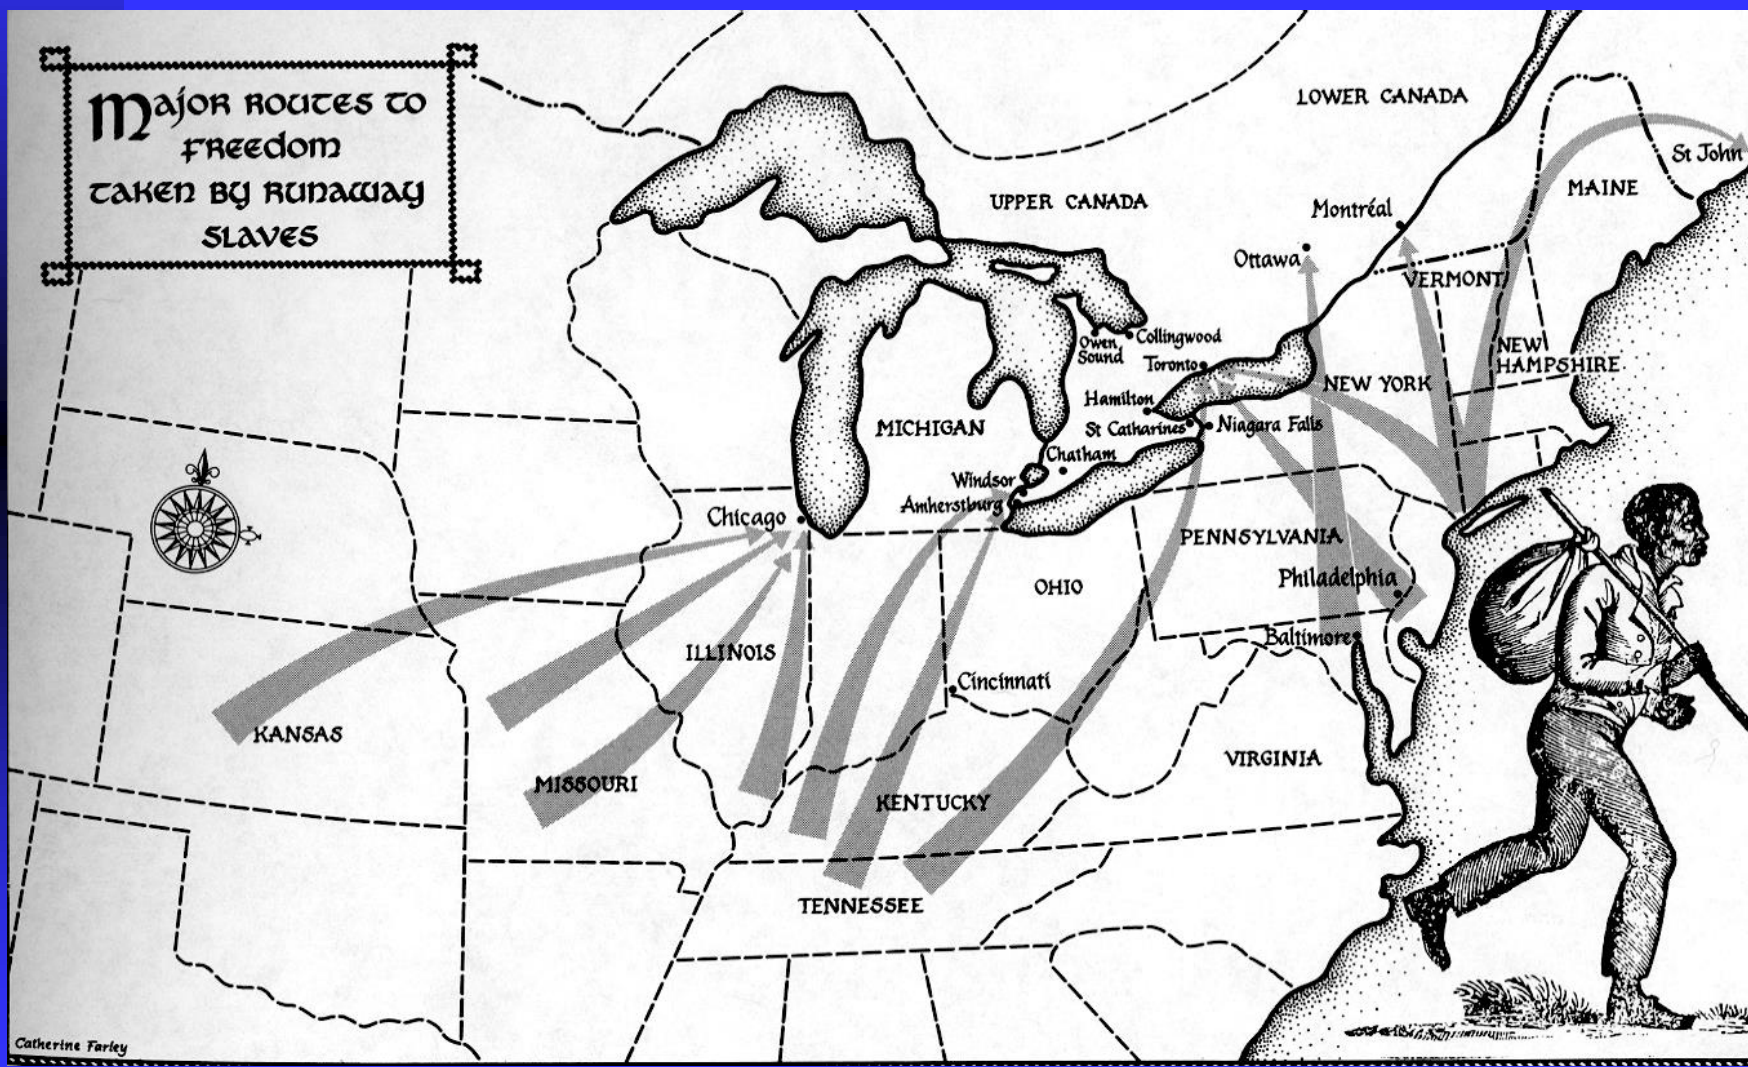 Major Routes to
Freedom
taken by Runaway
Slaves
LOWER CANADA
St John
MAINE
UPPER CANADA
Montréal
Ottawa
VERMONT
Owen
Sound
Collingwood
Toronto
NEW
HAMPSHIRE
NEW YORK
Hamilton
St Catharines
Niagara Falls
MICHIGAN
Chatham
Windsor
Amherstburg
Chicago
PENNSYLVANIA
Philadelphia
OHIO
Baltimore
ILLINOIS
Cincinnati
KANSAS
VIRGINIA
MISSOURI
KENTUCKY
TENNESSEE
Catherine Farley